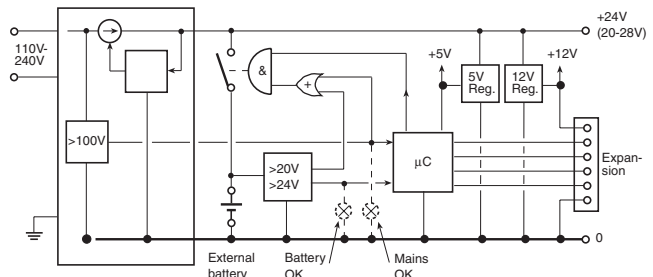 +24V
(20-28V)
110V-
240V
+5V
+12V
&
+
5V
Reg.
12V
Reg.
>100V
>20V
>24V
µC
Expan-
sion
0
External
battery
Battery
OK
Mains
OK